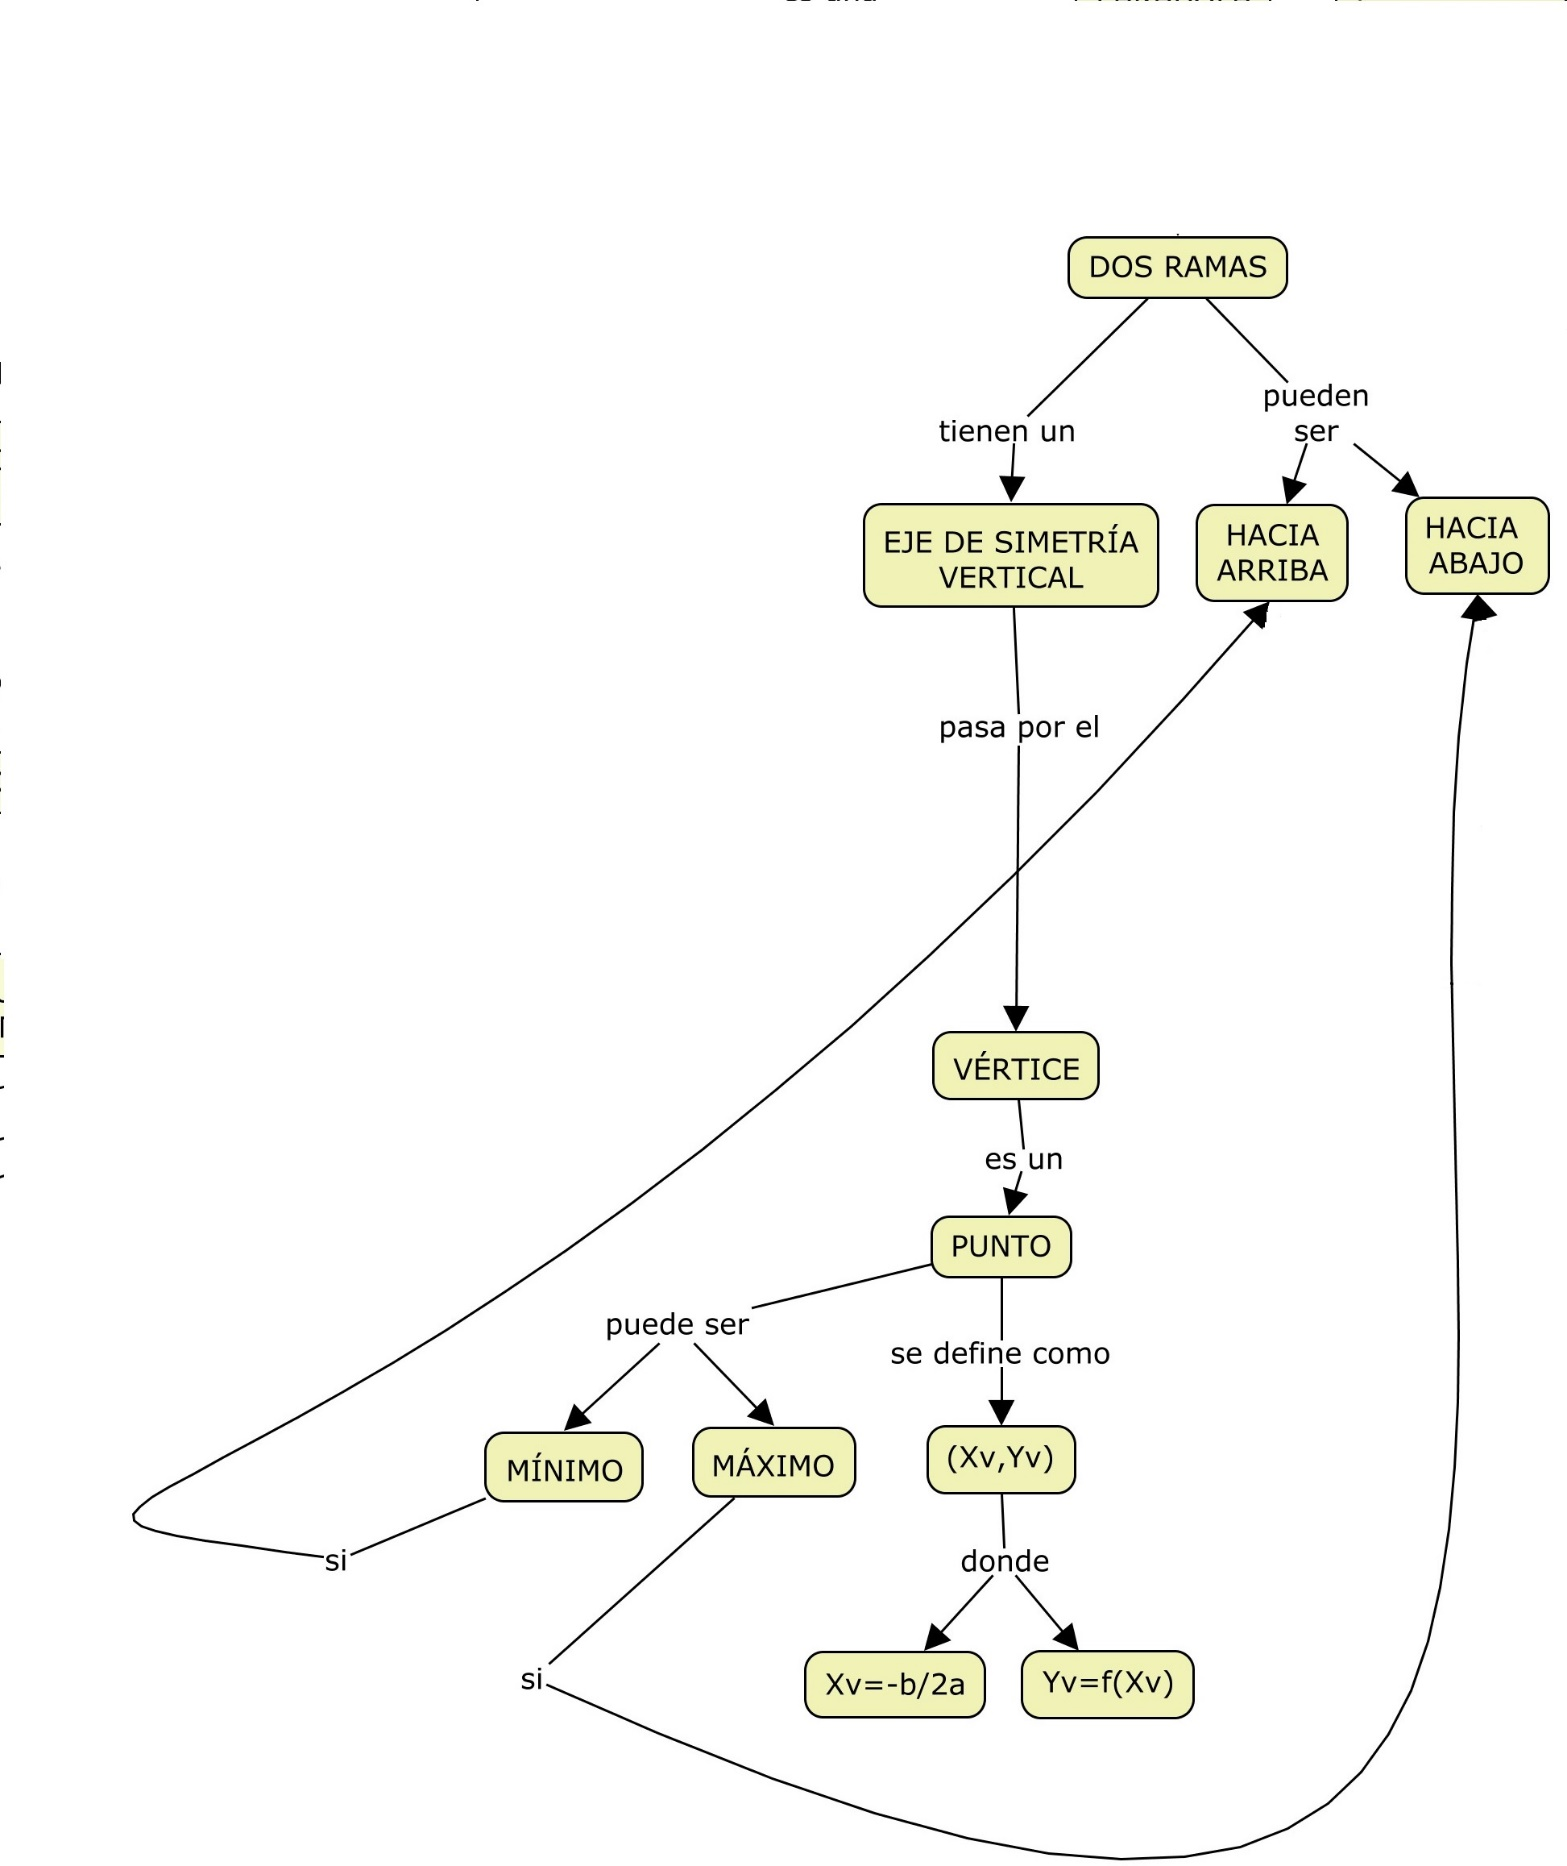 DOS RAMAS
pueden
ser
tienen un
EJE DE SIMETRÍA
VERTICAL
HACIA
ARRIBA
HACIA
ABAJO
pasa por el
VÉRTICE
es un
PUNTO
puede ser
se define como
MÍNIMO
MÁXIMO
(Xv,Yv)
si
donde
si
Xv=-b/2a
Yv=f(Xv)